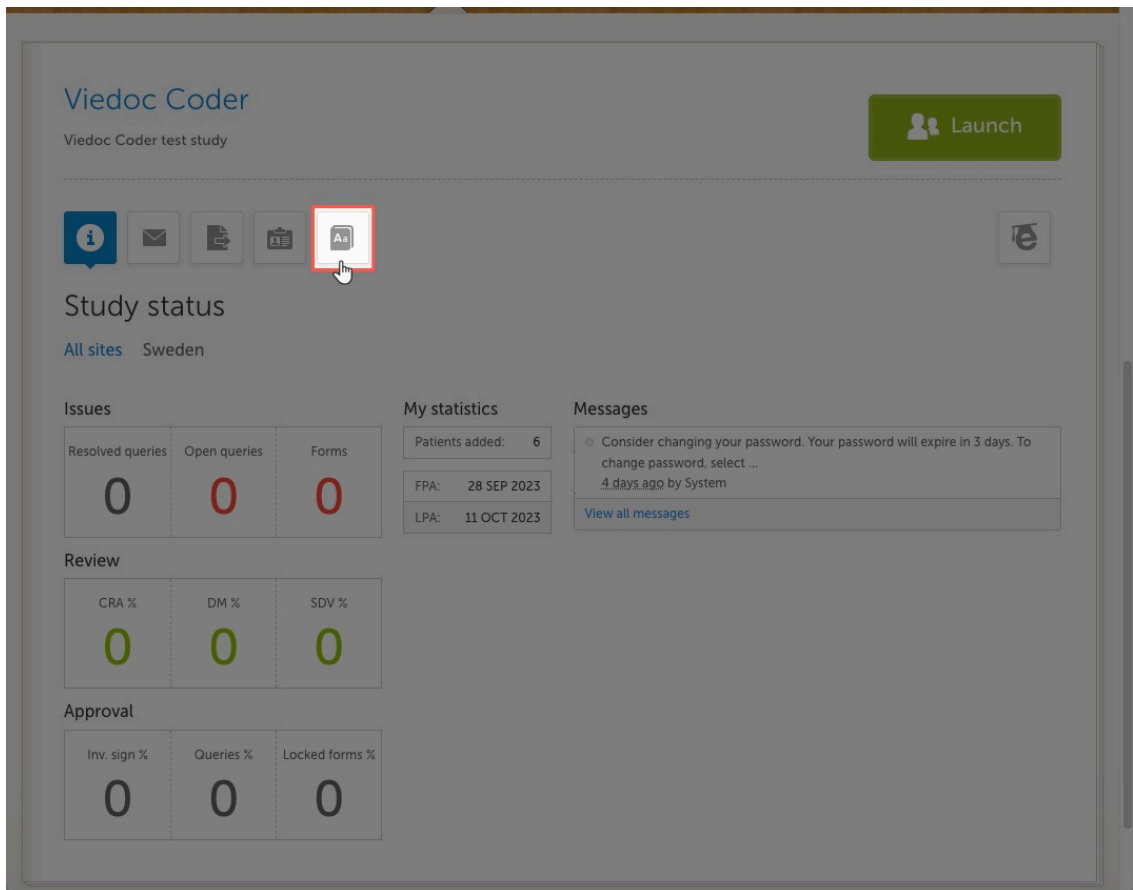 Viedoc Coder
Viedoc Coder test study
Launch
i
Aa
e
Study status
All sites Sweden
Issues
Resolved queries Open queries Forms
0 0 0
My statistics
Patients added: 6
FPA: 28 SEP 2023
LPA: 11 OCT 2023
Messages
Consider changing your password. Your password will expire in 3 days. To
change password, select ...
4 days ago by System
View all messages
Review
CRA % DM % SDV %
0 0 0
Approval
Inv. sign % Queries % Locked forms %
0 0 0